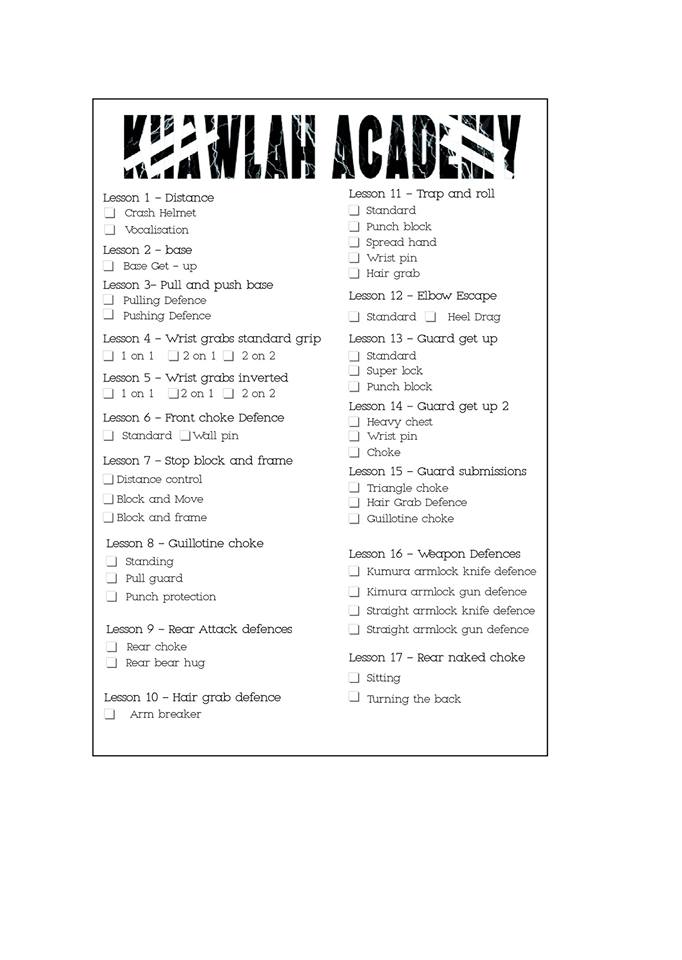 KHAWLAH ACADEMY
Lesson 1 - Distance
Crash Helmet
Vocalisation
Lesson 2 - base
Base Get - up
Lesson 3- Pull and push base
Pulling Defence
Pushing Defence
Lesson 4 - Wrist grabs standard grip
1 on 1 2 on 1 2 on 2
Lesson 5 - Wrist grabs inverted
1 on 1 2 on 1 2 on 2
Lesson 6 - Front choke Defence
Standard Wall pin
Lesson 7 - Stop block and frame
Distance control
Block and Move
Block and frame
Lesson 8 - Guillotine choke
Standing
Pull guard
Punch protection
Lesson 9 - Rear Attack defences
Rear choke
Rear bear hug
Lesson 10 - Hair grab defence
Arm breaker
Lesson 11 - Trap and roll
Standard
Punch block
Spread hand
Wrist pin
Hair grab
Lesson 12 - Elbow Escape
Standard Heel Drag
Lesson 13 - Guard get up
Standard
Super lock
Punch block
Lesson 14 - Guard get up 2
Heavy chest
Wrist pin
Choke
Lesson 15 - Guard submissions
Triangle choke
Hair Grab Defence
Guillotine choke
Lesson 16 - Weapon Defences
Kumura armlock knife defence
Kimura armlock gun defence
Straight armlock knife defence
Straight armlock gun defence
Lesson 17 - Rear naked choke
Sitting
Turning the back